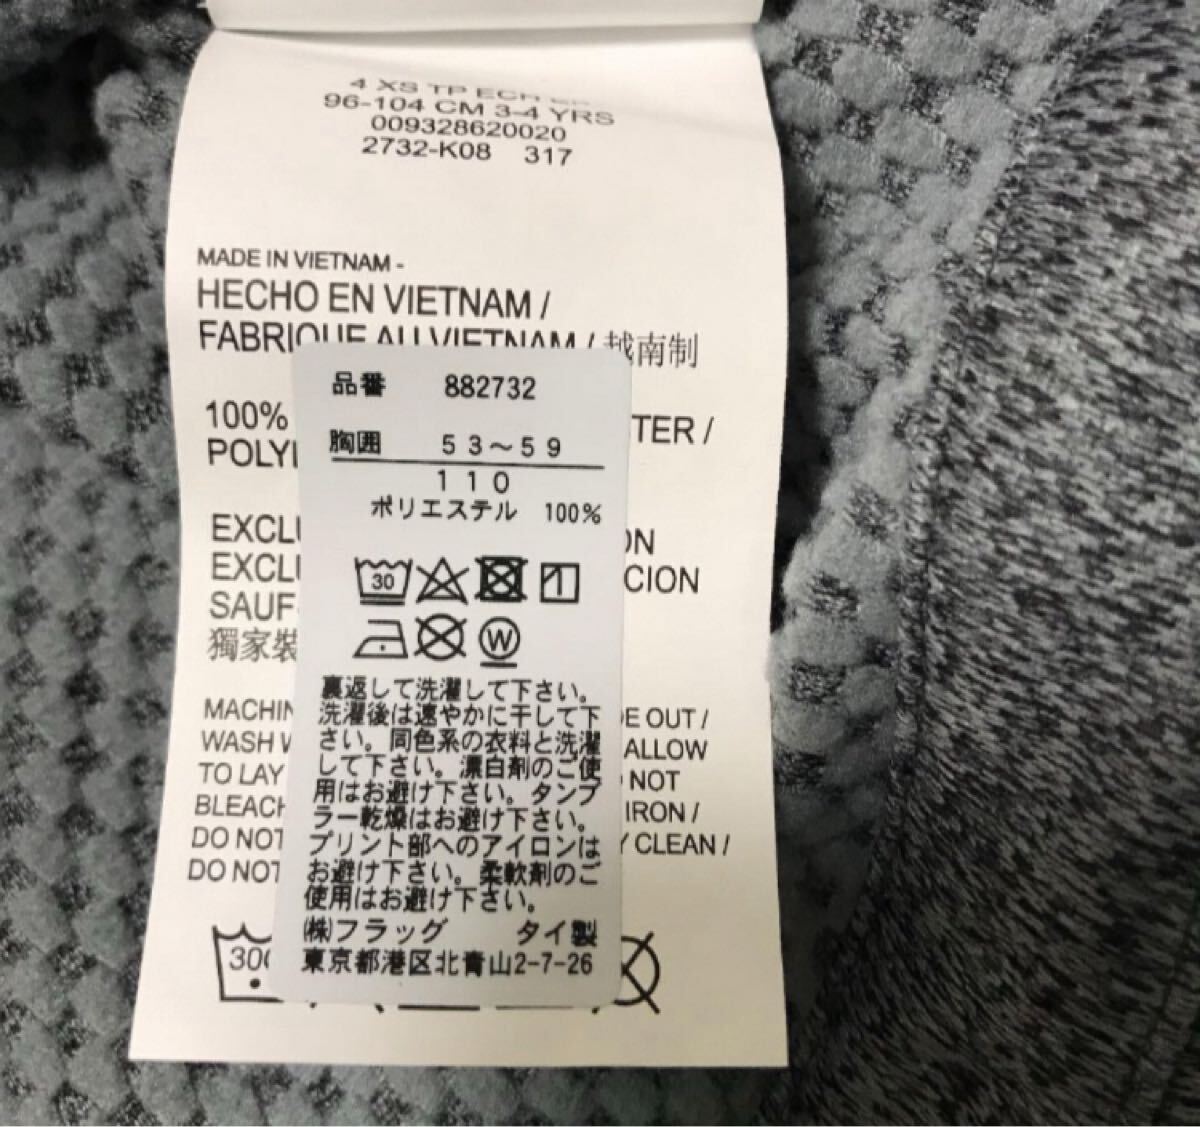 4 XS TP ECH
96-104 CM 3-4 YRS
009328620020
2732-K08 317
MADE IN VIETNAM -
HECHO EN VIETNAM /
FABRIQUE AU VIETNAM / 越南制
100% TER /
品番 882732
胸囲 53~59
110
ポリエステル 100%
30
1
W
裏返して洗濯して下さい。
洗濯後は速やかに干して下
さい。同色系の衣料と洗濯
して下さい。漂白剤のご使
用はお避け下さい。タンブ
ラー乾燥はお避け下さい。
プリント部へのアイロンは
お避け下さい。柔軟剤のご
使用はお避け下さい。
㈱フラッグ タイ製
東京都港区北青山2-7-26
POLY
EXCLU ON
EXCLU CION
SAUF
獨家裝
MACHIN DE OUT /
WASH W ALLOW
TO LAY NOT
BLEACH IRON /
DO NOT Y CLEAN /
DO NOT
30